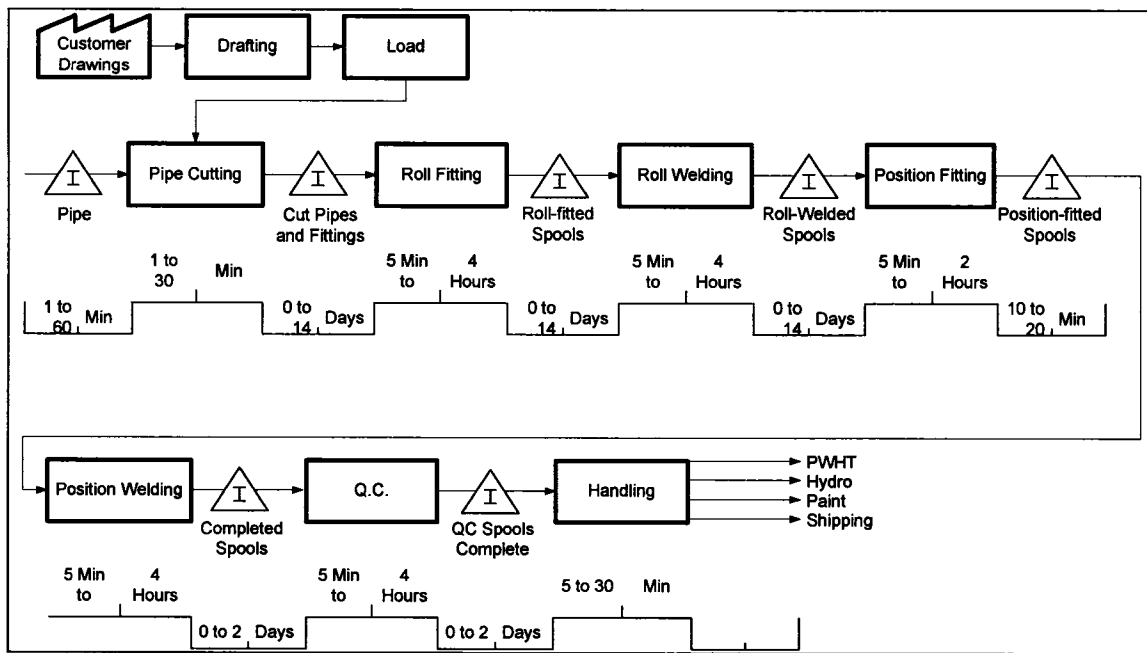 Customer
Drawings
Drafting
Load
I
Pipe
Pipe Cutting
I
Cut Pipes
and Fittings
Roll Fitting
I
Roll-fitted
Spools
Roll Welding
I
Roll-Welded
Spools
Position Fitting
I
Position-fitted
Spools
1 to
60 Min
1 to
30 Min
0 to
14 Days
5 Min
to
4
Hours
0 to
14 Days
5 Min
to
4
Hours
0 to
14 Days
5 Min
to
2
Hours
10 to
20 Min
Position Welding
I
Completed
Spools
Q.C.
I
QC Spools
Complete
Handling
PWHT
Hydro
Paint
Shipping
5 Min
to
4
Hours
0 to 2 Days
5 Min
to
4
Hours
0 to 2 Days
5 to 30 Min